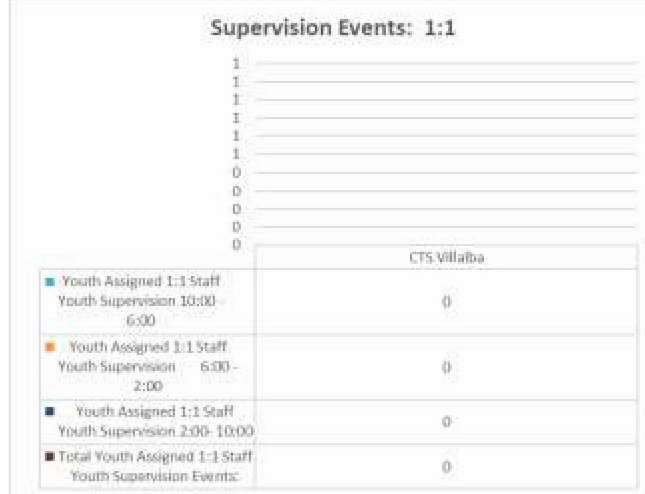 Supervision Events: 1:1
1
1
1
1
1
1
0
0
0
0
0
CTS Villalba
Youth Assigned 1:1 Staff
Youth Supervision 10:00 -
6:00
0
Youth Assigned 1:1 Staff
Youth Supervision 6:00 -
2:00
0
Youth Assigned 1:1 Staff
Youth Supervision 2:00- 10:00
0
Total Youth Assigned 1:1 Staff
Youth Supervision Events:
0